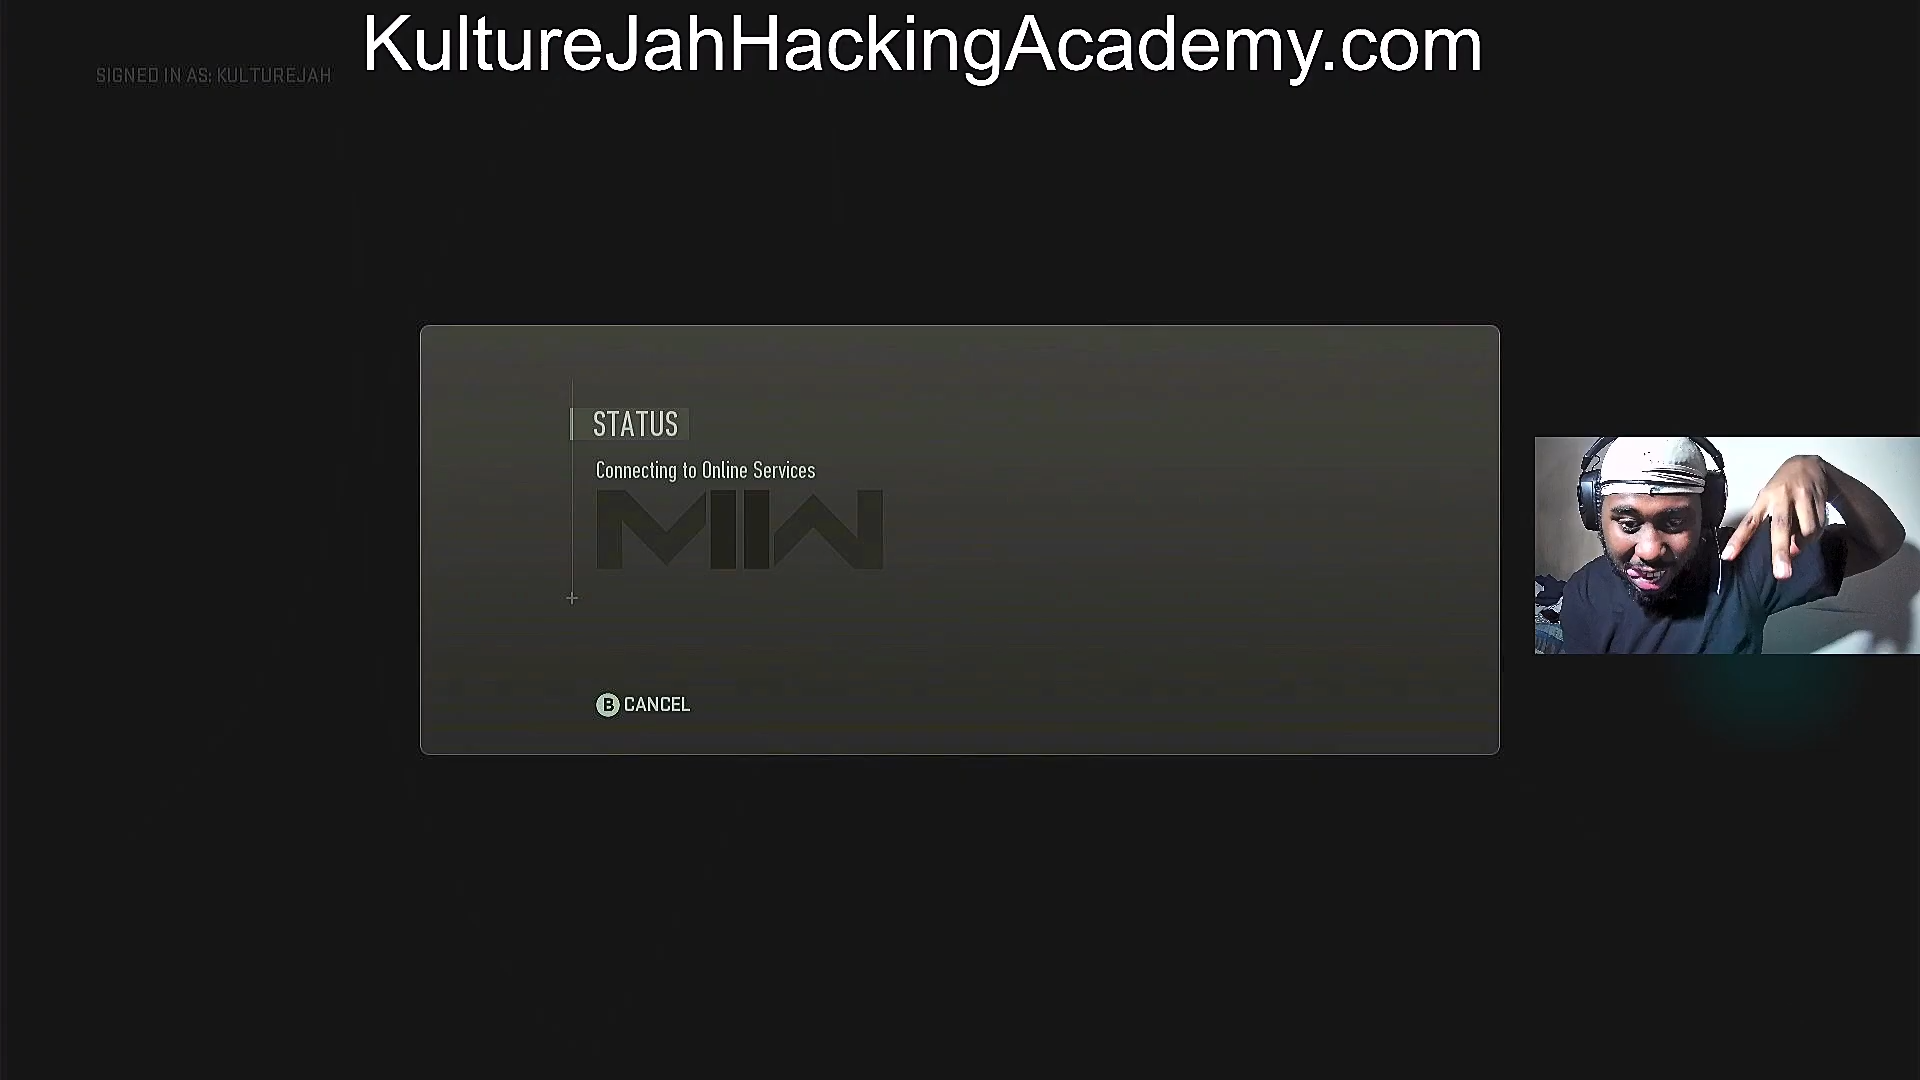 KultureJahHackingAcademy.com
SIGNED IN AS: KULTUREJAH
STATUS
Connecting to Online Services
MW
B CANCEL